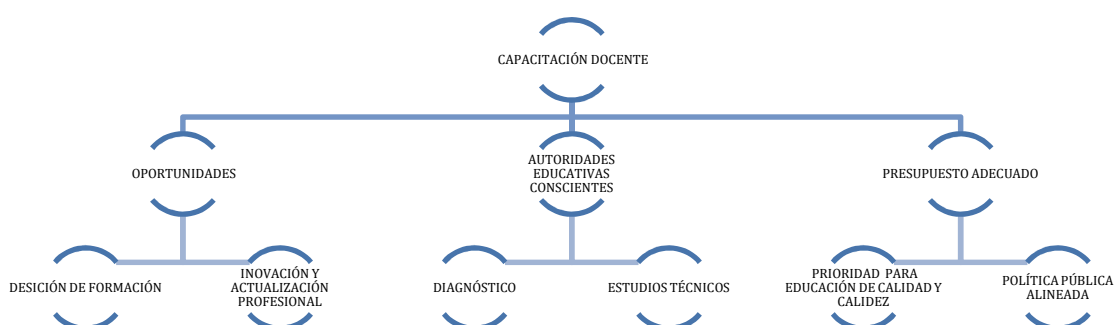 CAPACITACIÓN DOCENTE
OPORTUNIDADES
AUTORIDADES
EDUCATIVAS
CONSCIENTES
PRESUPUESTO ADECUADO
DESICIÓN DE FORMACIÓN
INOVACIÓN Y
ACTUALIZACIÓN
PROFESIONAL
DIAGNÓSTICO
ESTUDIOS TÉCNICOS
PRIORIDAD PARA
EDUCACIÓN DE CALIDAD Y
CALIDEZ
POLÍTICA PÚBLICA
ALINEADA